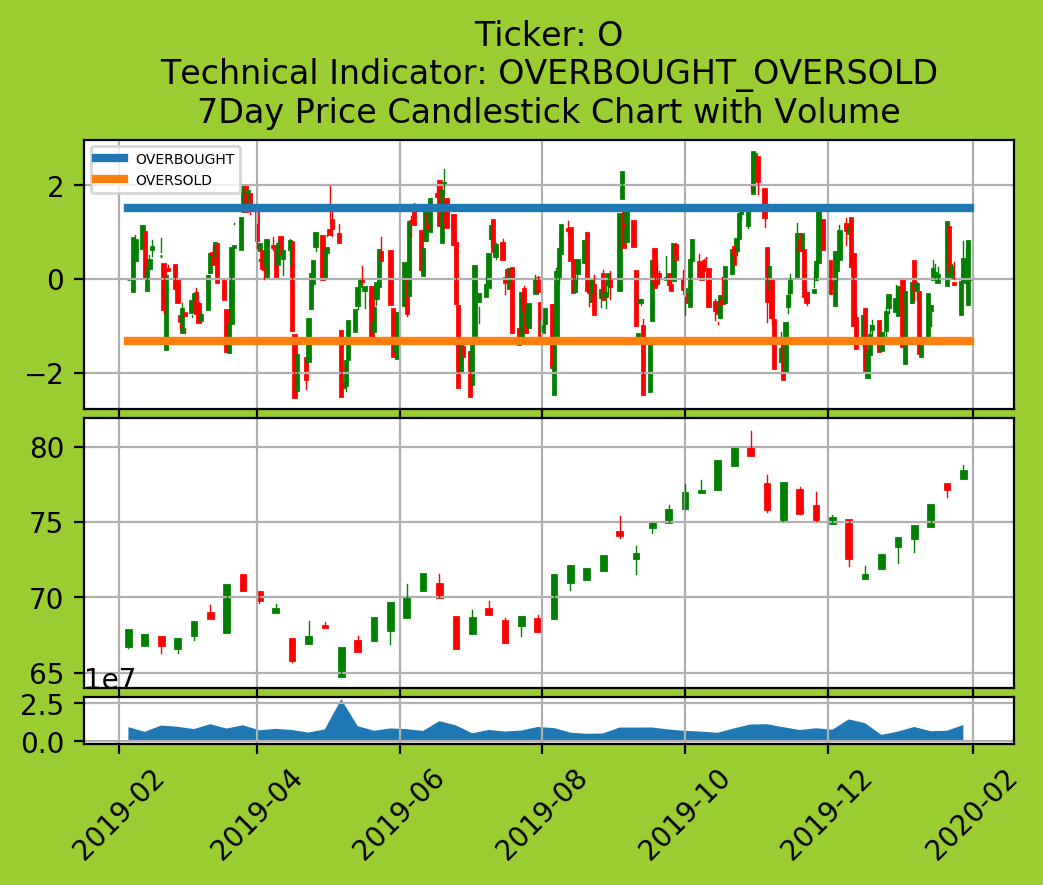 Ticker: O
Technical Indicator: OVERBOUGHT_OVERSOLD
7Day Price Candlestick Chart with Volume
OVERBOUGHT
OVERSOLD
2
0
−2
80
75
70
65
1e7
2.5
0.0
2019-02
2019-04
2019-06
2019-08
2019-10
2019-12
2020-02